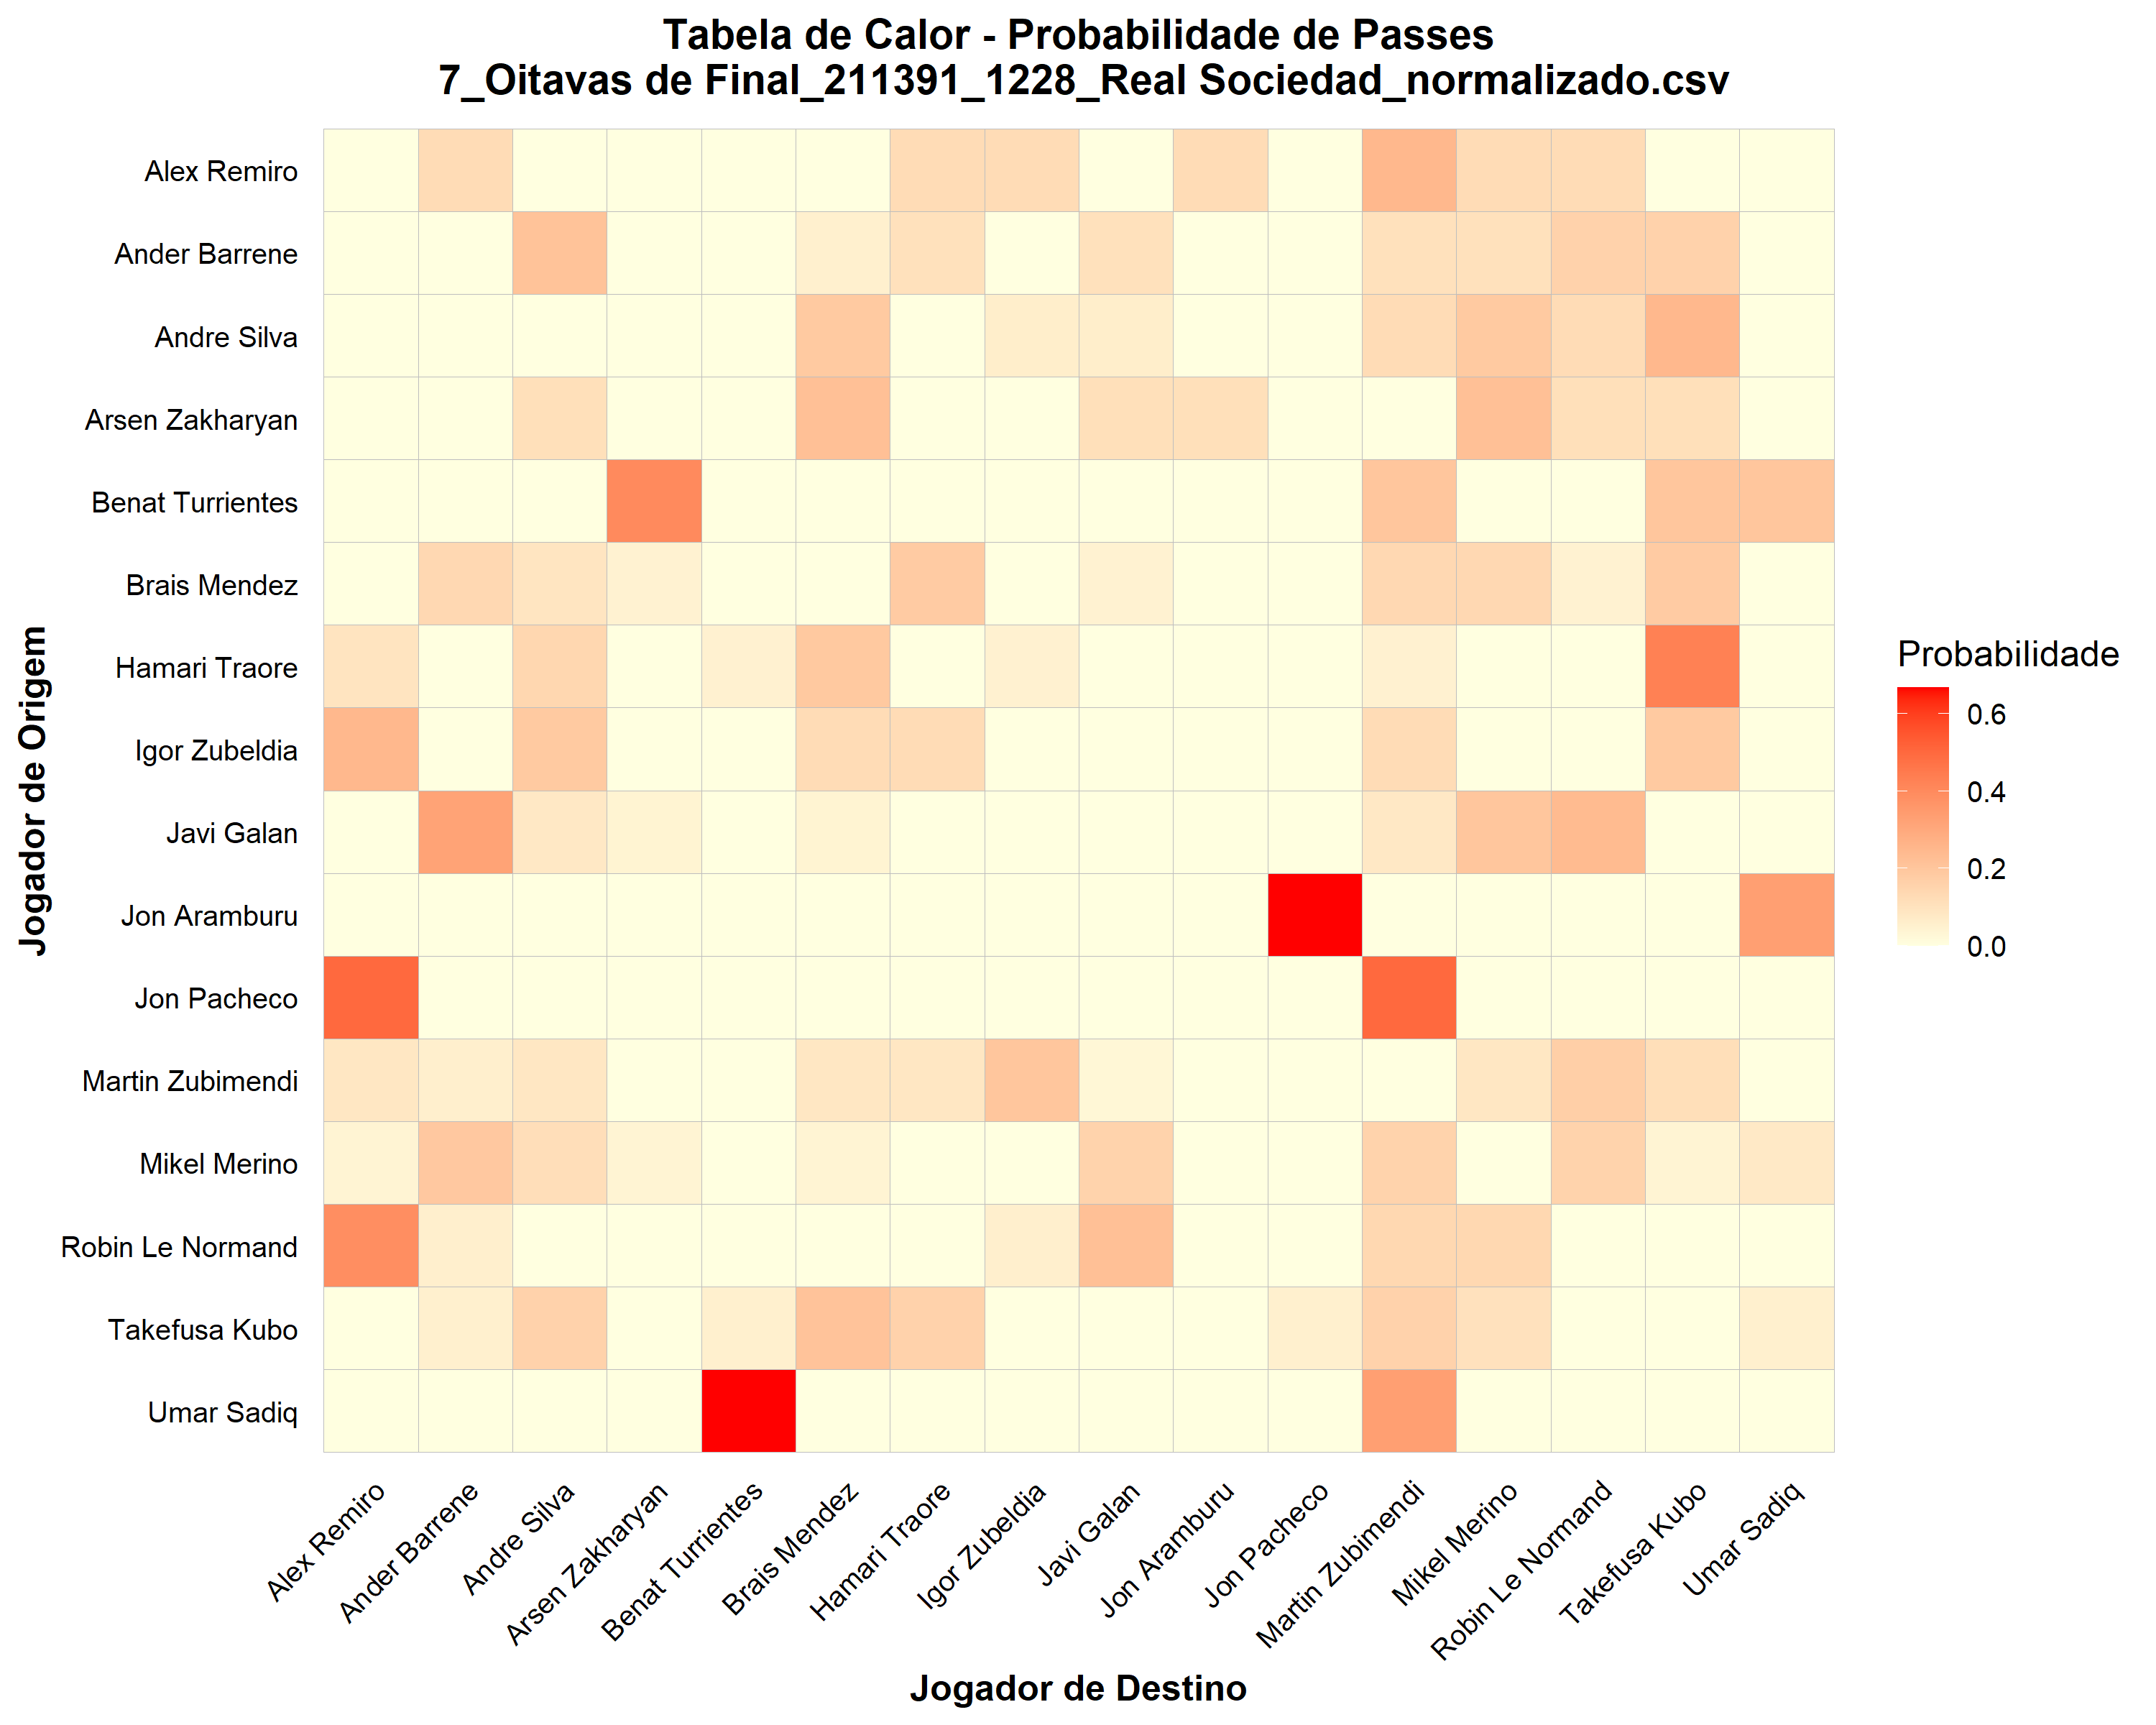 Tabela de Calor - Probabilidade de Passes
7_Oitavas de Final_211391_1228_Real Sociedad_normalizado.csv
Jogador de Origem
Alex Remiro
Ander Barrene
Andre Silva
Arsen Zakharyan
Benat Turrientes
Brais Mendez
Hamari Traore
Igor Zubeldia
Javi Galan
Jon Aramburu
Jon Pacheco
Martin Zubimendi
Mikel Merino
Robin Le Normand
Takefusa Kubo
Umar Sadiq
Alex Remiro
Ander Barrene
Andre Silva
Arsen Zakharyan
Benat Turrientes
Brais Mendez
Hamari Traore
Igor Zubeldia
Javi Galan
Jon Aramburu
Jon Pacheco
Martin Zubimendi
Mikel Merino
Robin Le Normand
Takefusa Kubo
Umar Sadiq
Jogador de Destino
Probabilidade
0.6
0.4
0.2
0.0